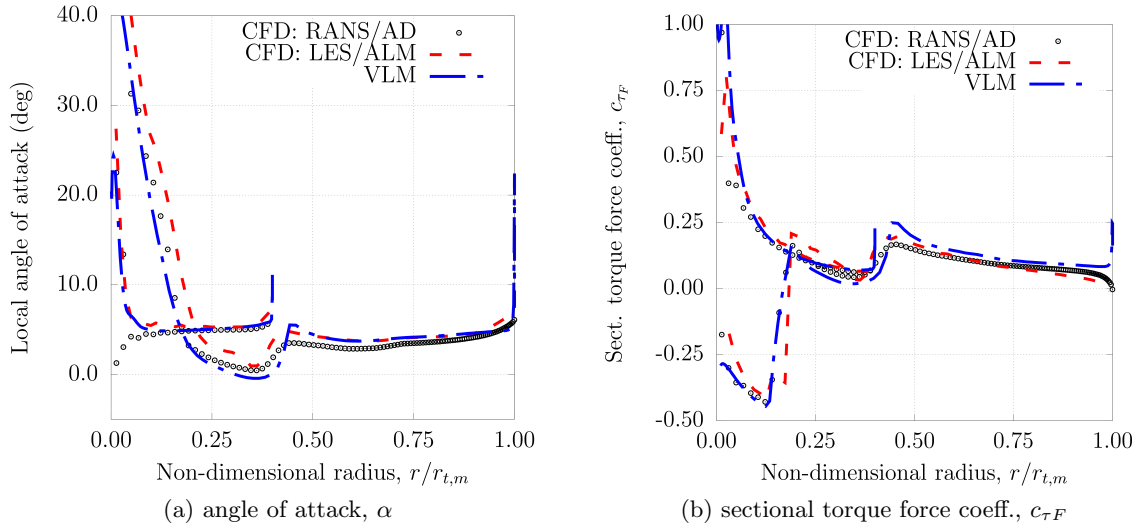 40.0
30.0
20.0
10.0
0.0
Local angle of attack (deg)
CFD: RANS/AD
CFD: LES/ALM
VLM
0.00 0.25 0.50 0.75 1.00
Non-dimensional radius, r/r_{t,m}
(a) angle of attack, α
1.00
0.75
0.50
0.25
0.00
-0.25
-0.50
Sect. torque force coeff., c_{τ_F}
CFD: RANS/AD
CFD: LES/ALM
VLM
0.00 0.25 0.50 0.75 1.00
Non-dimensional radius, r/r_{t,m}
(b) sectional torque force coeff., c_{τF}